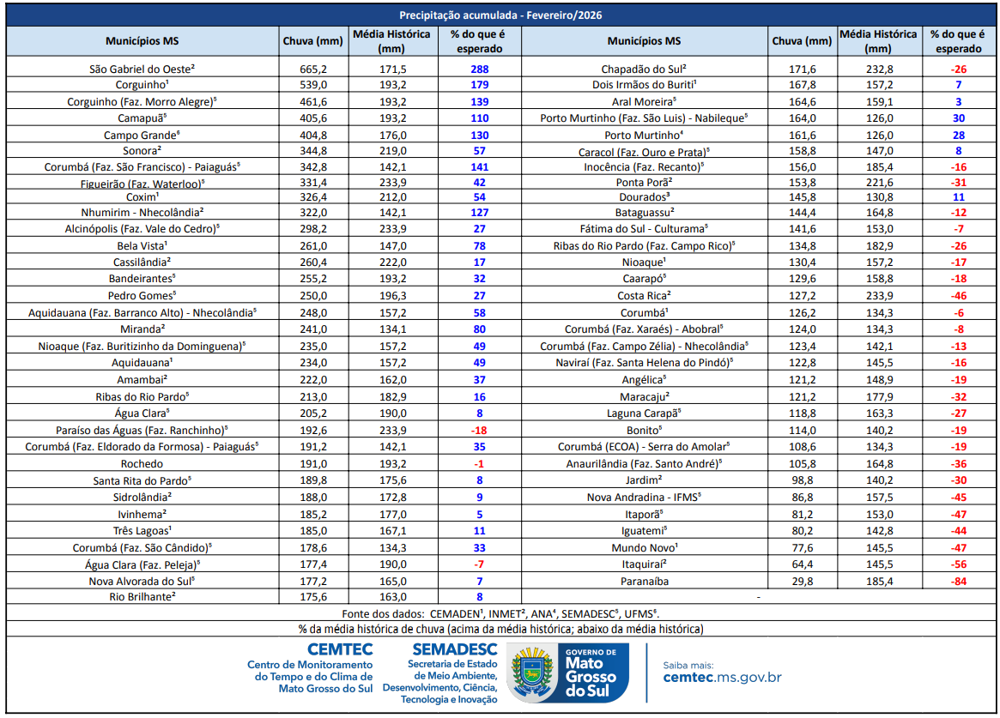 Precipitação acumulada - Fevereiro/2026
Municípios MS Chuva (mm) Média Histórica (mm) % do que é esperado Municípios MS Chuva (mm) Média Histórica (mm) % do que é esperado
São Gabriel do Oeste² 665,2 171,5 288 Chapadão do Sul² 171,6 232,8 -26
Corguinho¹ 539,0 193,2 179 Dois Irmãos do Buriti¹ 167,8 157,2 7
Corguinho (Faz. Morro Alegre)⁵ 461,6 193,2 139 Aral Moreira⁵ 164,6 159,1 3
Camapuã⁵ 405,6 193,2 110 Porto Murtinho (Faz. São Luis) - Nabileque⁵ 164,0 126,0 30
Campo Grande⁶ 404,8 176,0 130 Porto Murtinho⁴ 161,6 126,0 28
Sonora² 344,8 219,0 57 Caracol (Faz. Ouro e Prata)⁵ 158,8 147,0 8
Corumbá (Faz. São Francisco) - Paiaguás⁵ 342,8 142,1 141 Inocência (Faz. Recanto)⁵ 156,0 185,4 -16
Figueirão (Faz. Waterloo)⁵ 331,4 233,9 42 Ponta Porã² 153,8 221,6 -31
Coxim¹ 326,4 212,0 54 Dourados³ 145,8 130,8 11
Nhumirim - Nhecolândia² 322,0 142,1 127 Bataguassu² 144,4 164,8 -12
Alcinópolis (Faz. Vale do Cedro)⁵ 298,2 233,9 27 Fátima do Sul - Culturama⁵ 141,6 153,0 -7
Bela Vista¹ 261,0 147,0 78 Ribas do Rio Pardo (Faz. Campo Rico)⁵ 134,8 182,9 -26
Cassilândia² 260,4 222,0 17 Nioaque¹ 130,4 157,2 -17
Bandeirantes⁵ 255,2 193,2 32 Caarapó⁵ 129,6 158,8 -18
Pedro Gomes⁵ 250,0 196,3 27 Costa Rica² 127,2 233,9 -46
Aquidauana (Faz. Barranco Alto) - Nhecolândia⁵ 248,0 157,2 58 Corumbá¹ 126,2 134,3 -6
Miranda² 241,0 134,1 80 Corumbá (Faz. Xaraés) - Abobral⁵ 124,0 134,3 -8
Nioaque (Faz. Buritizinho da Dominguena)⁵ 235,0 157,2 49 Corumbá (Faz. Campo Zélia) - Nhecolândia⁵ 123,4 142,1 -13
Aquidauana¹ 234,0 157,2 49 Naviraí (Faz. Santa Helena do Pindó)⁵ 122,8 145,5 -16
Amambai² 222,0 162,0 37 Angélica⁵ 121,2 148,9 -19
Ribas do Rio Pardo⁵ 213,0 182,9 16 Maracaju² 121,2 177,9 -32
Água Clara⁵ 205,2 190,0 8 Laguna Carapã⁵ 118,8 163,3 -27
Paraíso das Águas (Faz. Ranchinho)⁵ 192,6 233,9 -18 Bonito⁵ 114,0 140,2 -19
Corumbá (Faz. Eldorado da Formosa) - Paiaguás⁵ 191,2 142,1 35 Corumbá (ECOA) - Serra do Amolar⁵ 108,6 134,3 -19
Rochedo 191,0 193,2 -1 Anaurilândia (Faz. Santo André)⁵ 105,8 164,8 -36
Santa Rita do Pardo⁵ 189,8 175,6 8 Jardim² 98,8 140,2 -30
Sidrolândia² 188,0 172,8 9 Nova Andradina - IFMS⁵ 86,8 157,5 -45
Ivinhema² 185,2 177,0 5 Itaporã⁵ 81,2 153,0 -47
Três Lagoas¹ 185,0 167,1 11 Iguatemi⁵ 80,2 142,8 -44
Corumbá (Faz. São Cândido)⁵ 178,6 134,3 33 Mundo Novo¹ 77,6 145,5 -47
Água Clara (Faz. Peleja)⁵ 177,4 190,0 -7 Itaquiraí² 64,4 145,5 -56
Nova Alvorada do Sul⁵ 177,2 165,0 7 Paranaíba 29,8 185,4 -84
Rio Brilhante² 175,6 163,0 8 -
Fonte dos dados: CEMADEN¹, INMET², ANA⁴, SEMADESC⁵, UFMS⁶.
% da média histórica de chuva (acima da média histórica; abaixo da média histórica)
CEMTEC
Centro de Monitoramento
do Tempo e do Clima de
Mato Grosso do Sul
SEMADESC
Secretaria de Estado
de Meio Ambiente,
Desenvolvimento, Ciência,
Tecnologia e Inovação
GOVERNO DE
Mato
Grosso
do Sul
Saiba mais:
cemtec.ms.gov.br